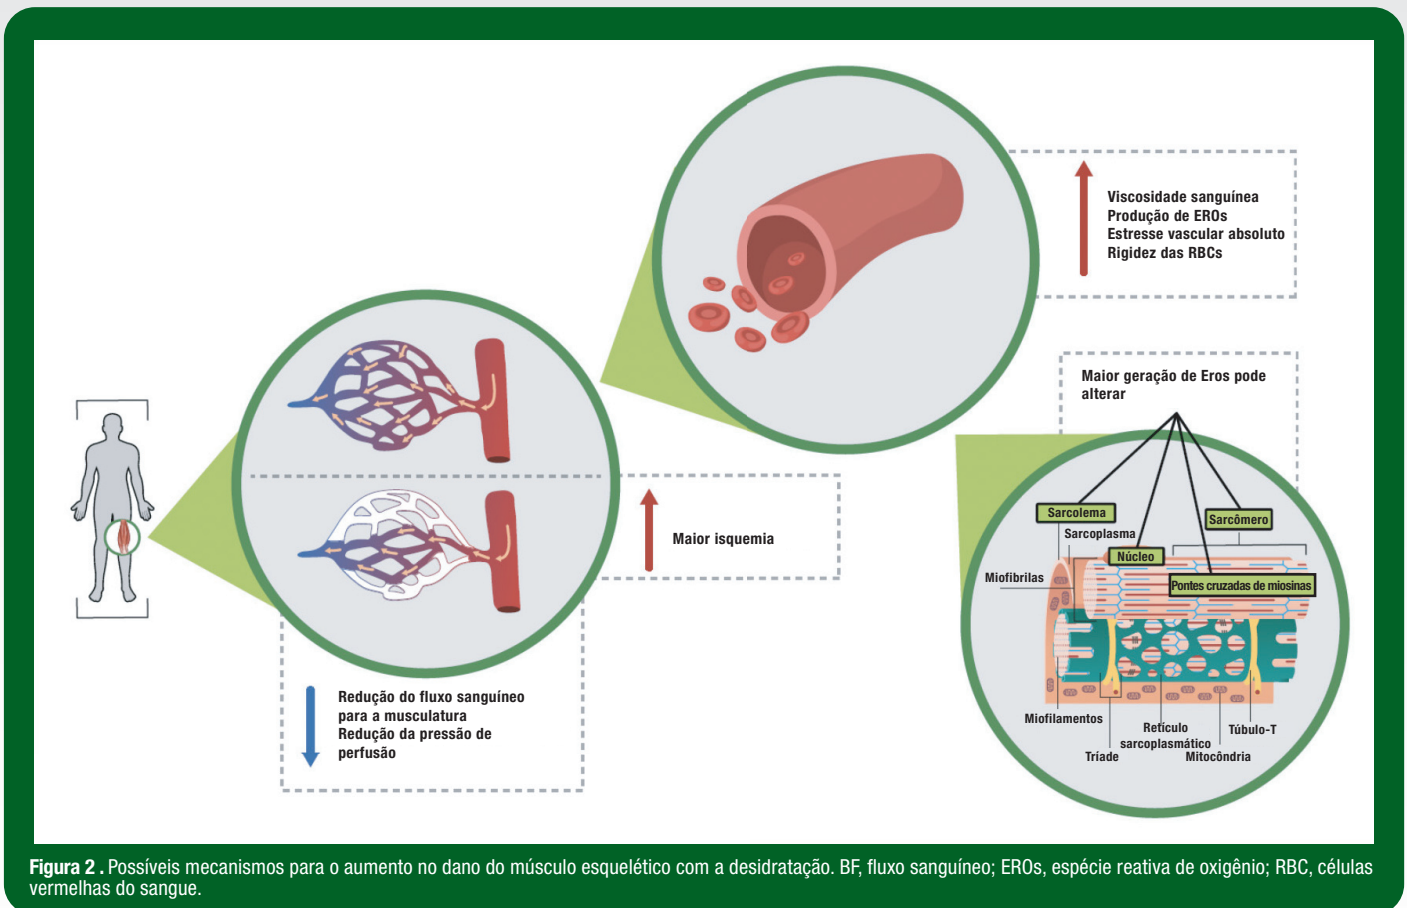 Viscosidade sanguínea
Produção de EROs
Estresse vascular absoluto
Rigidez das RBCs
Maior isquemia
Redução do fluxo sanguíneo
para a musculatura
Redução da pressão de
perfusão
Maior geração de Eros pode
alterar
Sarcolema
Sarcômero
Sarcoplasma
Núcleo
Miofibrilas
Pontes cruzadas de miosinas
Miofilamentos
Retículo
sarcoplasmático
Túbulo-T
Tríade
Mitocôndria
Figura 2 . Possíveis mecanismos para o aumento no dano do músculo esquelético com a desidratação. BF, fluxo sanguíneo; EROs, espécie reativa de oxigênio; RBC, células
vermelhas do sangue.